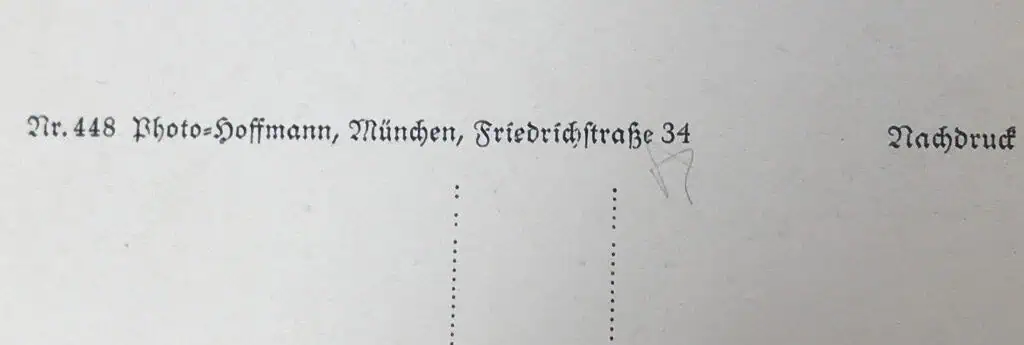 Nr. 448 Photo-Hoffmann, München, Friedrichstraße 34 Nachdruck